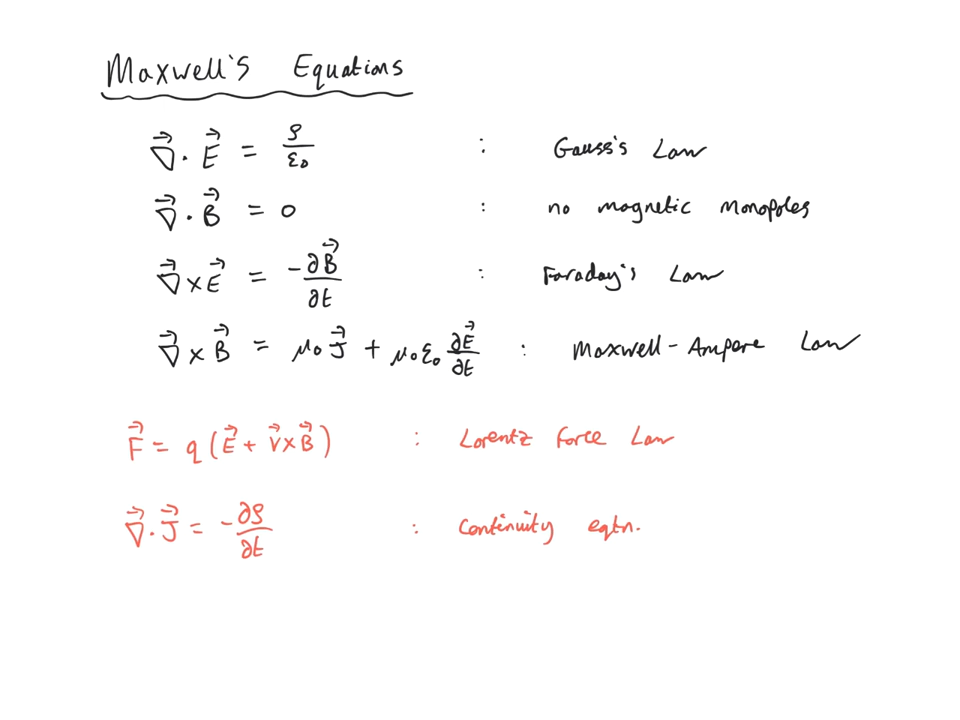 Maxwell's Equations
∇⃗ · E⃗ = ρ/ε₀ : Gauss's Law
∇⃗ · B⃗ = 0 : no magnetic monopoles
∇⃗ × E⃗ = -∂B⃗/∂t : Faraday's Law
∇⃗ × B⃗ = μ₀ J⃗ + μ₀ε₀ ∂E⃗/∂t : Maxwell-Ampere Law
F⃗ = q (E⃗ + v⃗ × B⃗) : Lorentz Force Law
∇⃗ · J⃗ = -∂ρ/∂t : Continuity eqtn.